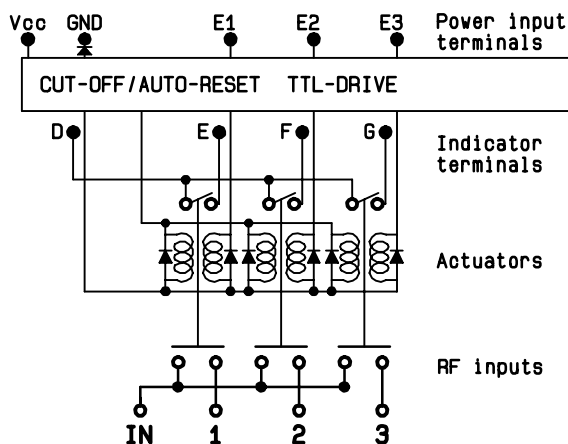 Vcc GND E1 E2 E3 Power input
terminals
CUT-OFF/AUTO-RESET TTL-DRIVE
D E F G Indicator
terminals
Actuators
RF inputs
IN 1 2 3